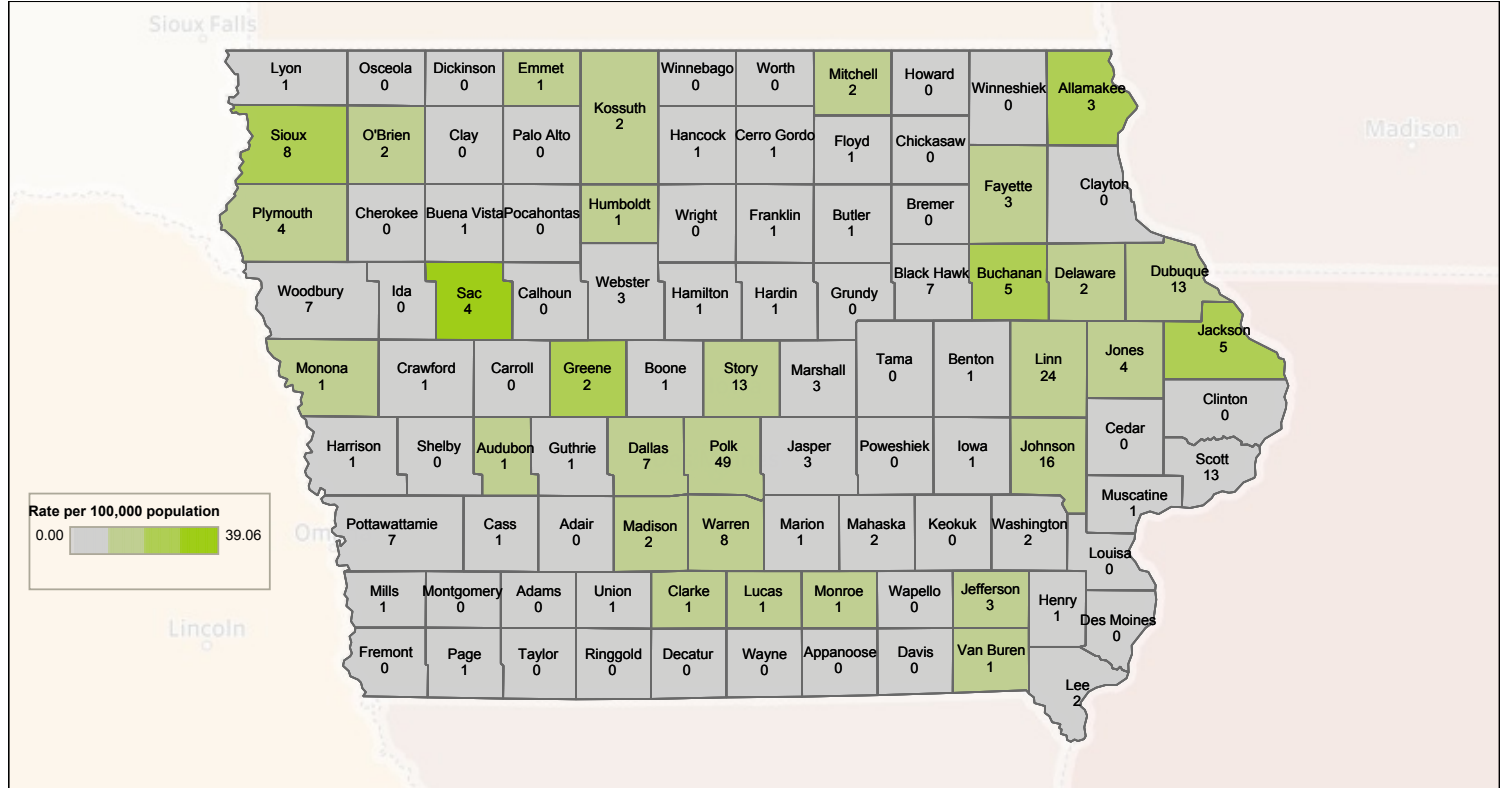 Sioux Falls
Lyon
1
Osceola
0
Dickinson
0
Emmet
1
Kossuth
2
Winnebago
0
Worth
0
Mitchell
2
Howard
0
Winneshiek
0
Allamakee
3
Madison
Sioux
8
O'Brien
2
Clay
0
Palo Alto
0
Hancock
1
Cerro Gordo
1
Floyd
1
Chickasaw
0
Fayette
3
Clayton
0
Plymouth
4
Cherokee
0
Buena Vista
1
Pocahontas
0
Humboldt
1
Wright
0
Franklin
1
Butler
1
Bremer
0
Woodbury
7
Ida
0
Sac
4
Calhoun
0
Webster
3
Hamilton
1
Hardin
1
Grundy
0
Black Hawk
7
Buchanan
5
Delaware
2
Dubuque
13
Monona
1
Crawford
1
Carroll
0
Greene
2
Boone
1
Story
13
Marshall
3
Tama
0
Benton
1
Linn
24
Jones
4
Jackson
5
Clinton
0
Harrison
1
Shelby
0
Audubon
1
Guthrie
1
Dallas
7
Polk
49
Jasper
3
Poweshiek
0
Iowa
1
Johnson
16
Cedar
0
Scott
13
Muscatine
1
Rate per 100,000 population
0.00
39.06
Om
Pottawattamie
7
Cass
1
Adair
0
Madison
2
Warren
8
Marion
1
Mahaska
2
Keokuk
0
Washington
2
Louisa
0
Lincoln
Mills
1
Montgomery
0
Adams
0
Union
1
Clarke
1
Lucas
1
Monroe
1
Wapello
0
Jefferson
3
Henry
1
Des Moines
0
Fremont
0
Page
1
Taylor
0
Ringgold
0
Decatur
0
Wayne
0
Appanoose
0
Davis
0
Van Buren
1
Lee
2